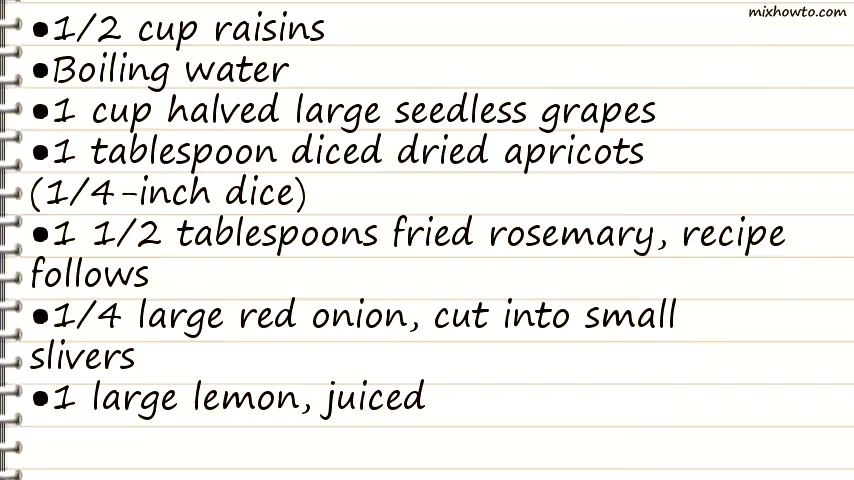 mixhowto.com
●1/2 cup raisins
●Boiling water
●1 cup halved large seedless grapes
●1 tablespoon diced dried apricots
(1/4-inch dice)
●1 1/2 tablespoons fried rosemary, recipe
follows
●1/4 large red onion, cut into small
slivers
●1 large lemon, juiced